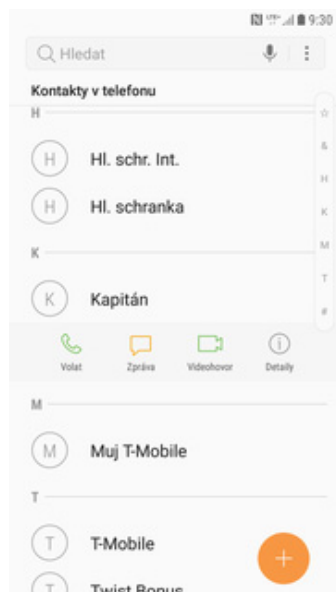 9:30
Hledat
Kontakty v telefonu
H
☆
&
H
K
M
T
#
H Hl. schr. Int.
H Hl. schranka
K
K Kapitán
Volat Zpráva Videohovor Detaily
M
M Muj T-Mobile
T
T T-Mobile
T Twist Bonus